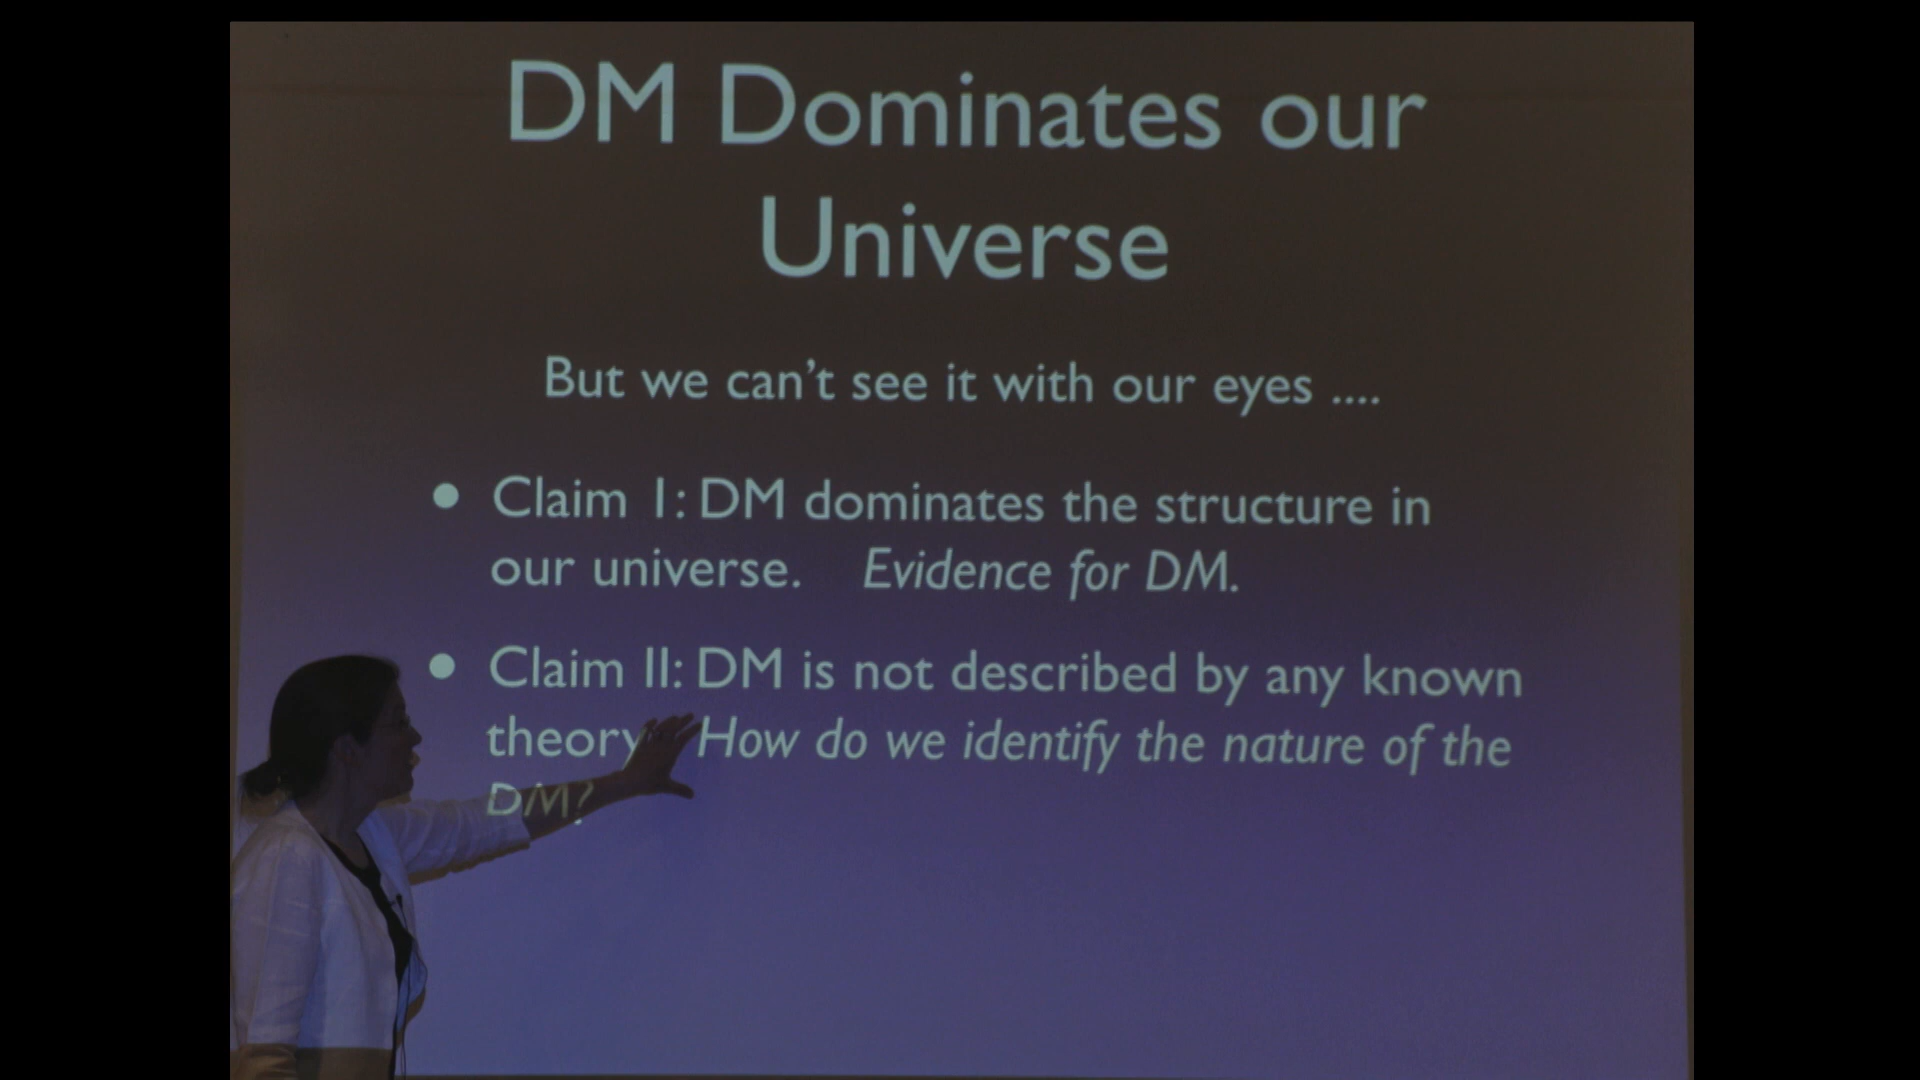 DM Dominates our
Universe
But we can't see it with our eyes ....
• Claim I: DM dominates the structure in
our universe. Evidence for DM.
• Claim II: DM is not described by any known
theory. How do we identify the nature of the
DM?